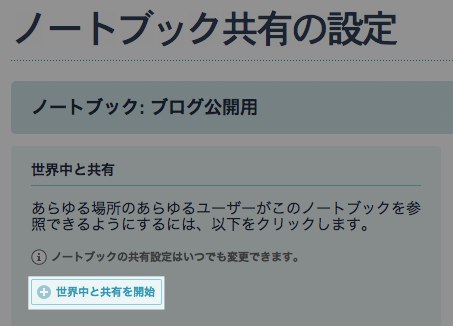 ノートブック共有の設定
ノートブック: ブログ公開用
世界中と共有
あらゆる場所のあらゆるユーザーがこのノートブックを参
照できるようにするには、以下をクリックします。
ノートブックの共有設定はいつでも変更できます。
世界中と共有を開始